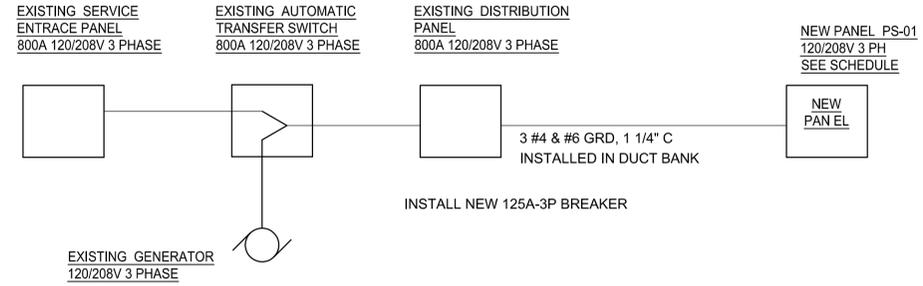 EXISTING SERVICE
ENTRACE PANEL
800A 120/208V 3 PHASE
EXISTING AUTOMATIC
TRANSFER SWITCH
800A 120/208V 3 PHASE
EXISTING DISTRIBUTION
PANEL
800A 120/208V 3 PHASE
NEW PANEL PS-01
120/208V 3 PH
SEE SCHEDULE
NEW
PAN EL
3 #4 & #6 GRD, 1 1/4" C
INSTALLED IN DUCT BANK
INSTALL NEW 125A-3P BREAKER
EXISTING GENERATOR
120/208V 3 PHASE